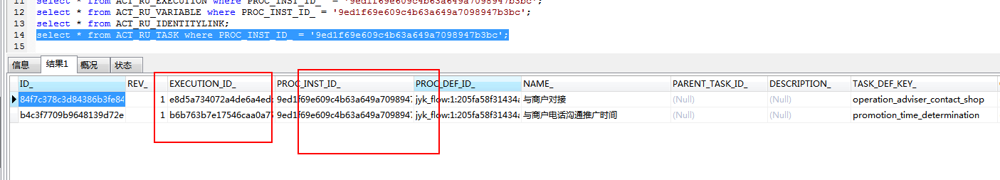 11 select * from ACT_RU_EXECUTION where PROC_INST_ID_ = '9ed1f69e609c4b63a649a7098947b3bc';
12 select * from ACT_RU_VARIABLE where PROC_INST_ID_ = '9ed1f69e609c4b63a649a7098947b3bc';
13 select * from ACT_RU_IDENTITYLINK;
14 select * from ACT_RU_TASK where PROC_INST_ID_ = '9ed1f69e609c4b63a649a7098947b3bc';
15
信息 结果1 概况 状态
ID_ REV_ EXECUTION_ID_ PROC_INST_ID_ PROC_DEF_ID_ NAME_ PARENT_TASK_ID_ DESCRIPTION_ TASK_DEF_KEY_
84f7c378c3d84386b3fe84 1 e8d5a734072a4de6a4ed 9ed1f69e609c4b63a649a7098947 jyk_flow:1:205fa58f31434a 与商户对接 (Null) (Null) operation_adviser_contact_shop
b4c3f7709b9648139d72e 1 b6b763b7e17546caa0a7 9ed1f69e609c4b63a649a7098947 jyk_flow:1:205fa58f31434a 与商户电话沟通推广时间 (Null) (Null) promotion_time_determination